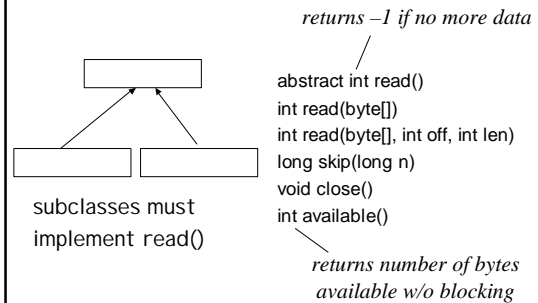 returns –1 if no more data
abstract int read()
int read(byte[])
int read(byte[], int off, int len)
long skip(long n)
void close()
int available()
subclasses must
implement read()
returns number of bytes
available w/o blocking